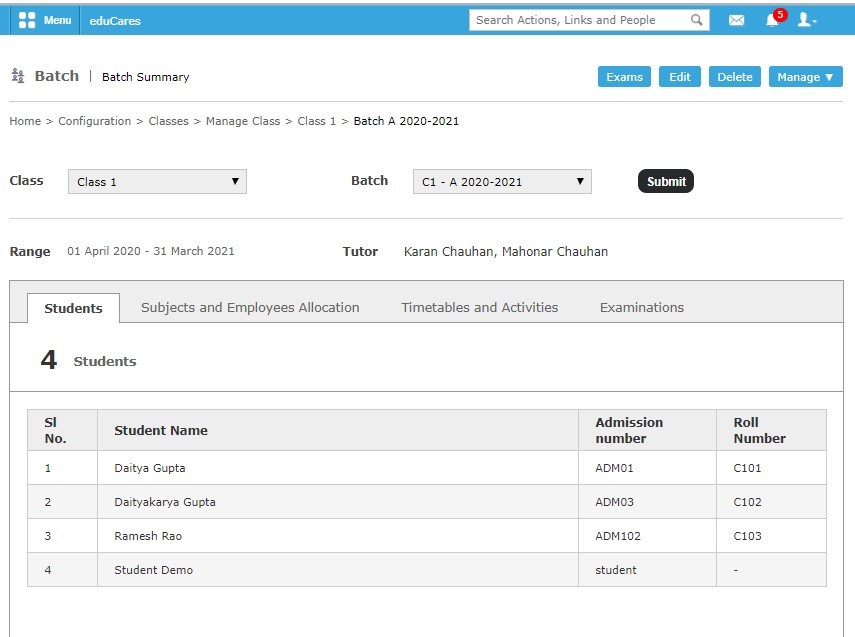 Menu eduCares Search Actions, Links and People 5
Batch | Batch Summary Exams Edit Delete Manage ▼
Home > Configuration > Classes > Manage Class > Class 1 > Batch A 2020-2021
Class Class 1 ▼ Batch C1 - A 2020-2021 ▼ Submit
Range 01 April 2020 - 31 March 2021 Tutor Karan Chauhan, Mahonar Chauhan
Students Subjects and Employees Allocation Timetables and Activities Examinations
4 Students
Sl No. Student Name Admission number Roll Number
1 Daitya Gupta ADM01 C101
2 Daityakarya Gupta ADM03 C102
3 Ramesh Rao ADM102 C103
4 Student Demo student -